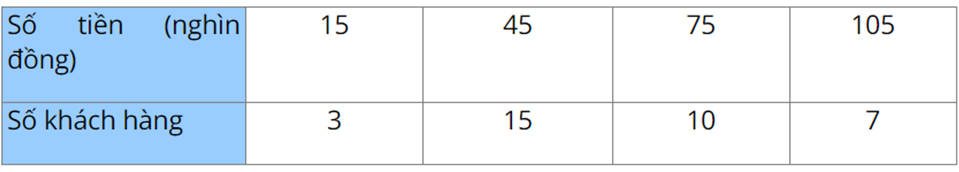 Số tiền (nghìn
đồng)
15
45
75
105
Số khách hàng
3
15
10
7